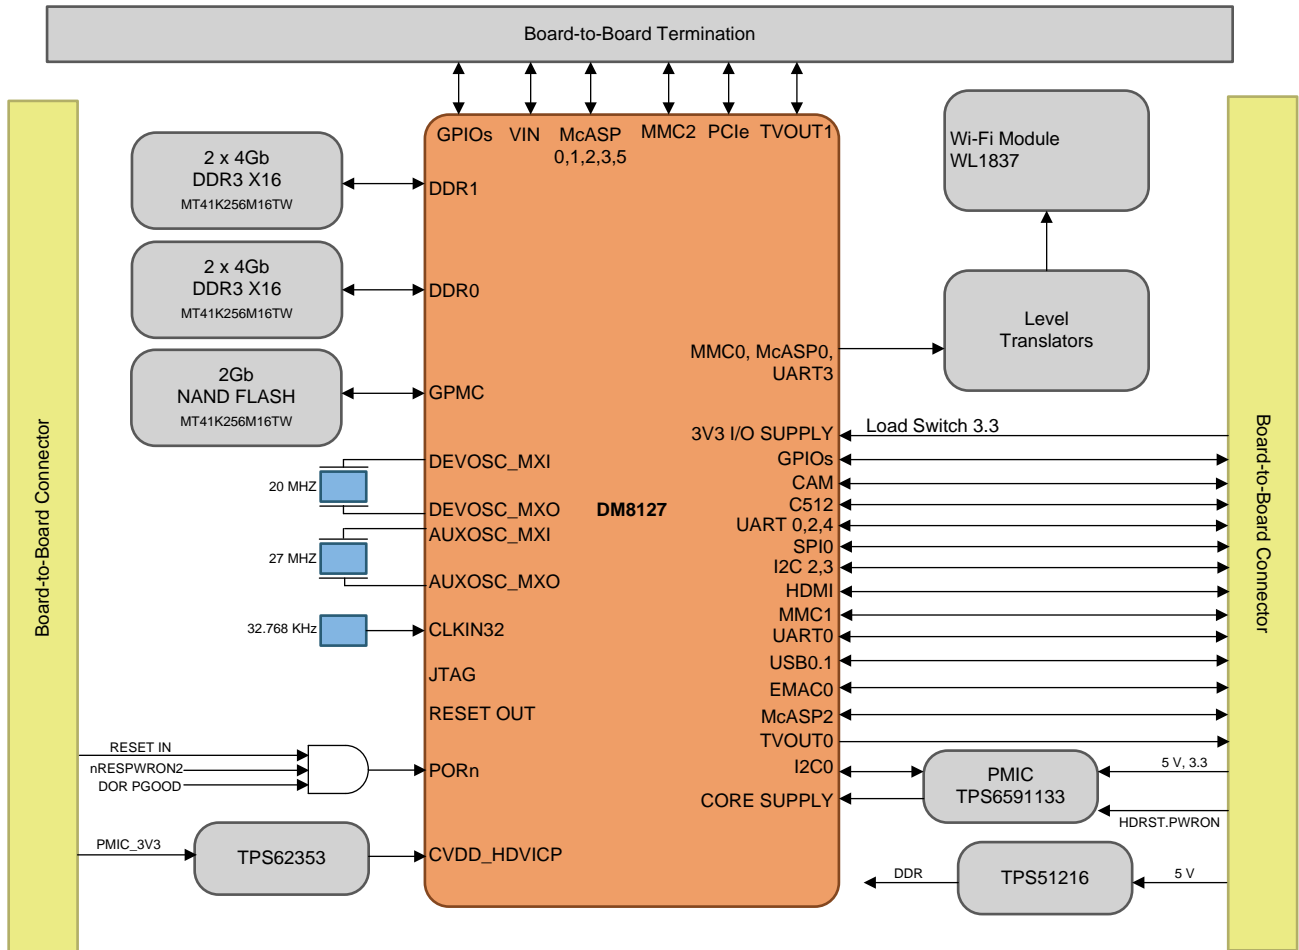 Board-to-Board Termination
GPIOs
VIN
McASP
0,1,2,3,5
MMC2
PCIe
TVOUT1
Board-to-Board Connector
2 x 4Gb
DDR3 X16
MT41K256M16TW
DDR1
2 x 4Gb
DDR3 X16
MT41K256M16TW
DDR0
2Gb
NAND FLASH
MT41K256M16TW
GPMC
20 MHZ
DEVOSC_MXI
DEVOSC_MXO
27 MHZ
AUXOSC_MXI
AUXOSC_MXO
32.768 KHz
CLKIN32
JTAG
RESET OUT
RESET IN
nRESPWRON2
DOR PGOOD
PORn
PMIC_3V3
TPS62353
CVDD_HDVICP
DM8127
Wi-Fi Module
WL1837
Level
Translators
MMC0, McASP0,
UART3
3V3 I/O SUPPLY
Load Switch 3.3
GPIOs
CAM
C512
UART 0,2,4
SPI0
I2C 2,3
HDMI
MMC1
UART0
USB0.1
EMAC0
McASP2
TVOUT0
I2C0
CORE SUPPLY
PMIC
TPS6591133
5 V, 3.3
HDRST.PWRON
DDR
TPS51216
5 V
Board-to-Board Connector